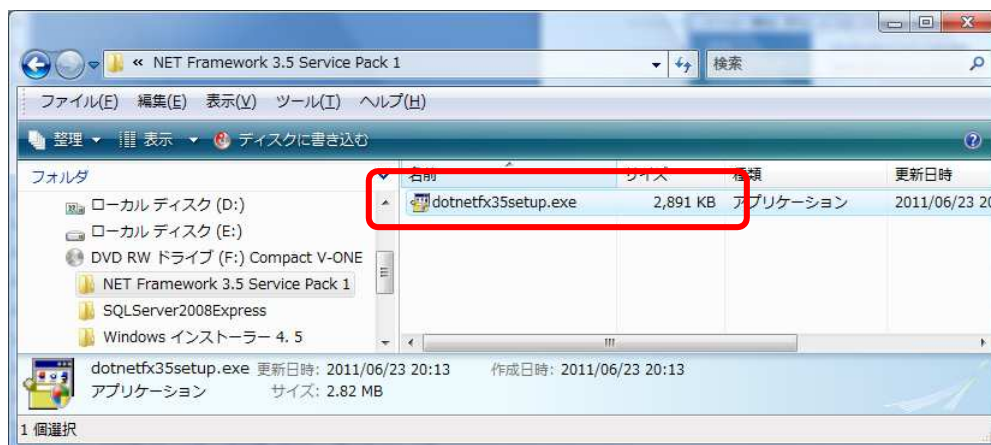 « NET Framework 3.5 Service Pack 1
検索
ファイル(F) 編集(E) 表示(V) ツール(T) ヘルプ(H)
整理 表示 ディスクに書き込む
フォルダ 名前 サイズ 種類 更新日時
ローカル ディスク (D:) dotnetfx35setup.exe 2,891 KB アプリケーション 2011/06/23 20
ローカル ディスク (E:)
DVD RW ドライブ (F:) Compact V-ONE
NET Framework 3.5 Service Pack 1
SQLServer2008Express
Windows インストーラー 4. 5
dotnetfx35setup.exe 更新日時: 2011/06/23 20:13 作成日時: 2011/06/23 20:13
アプリケーション サイズ: 2.82 MB
1 個選択